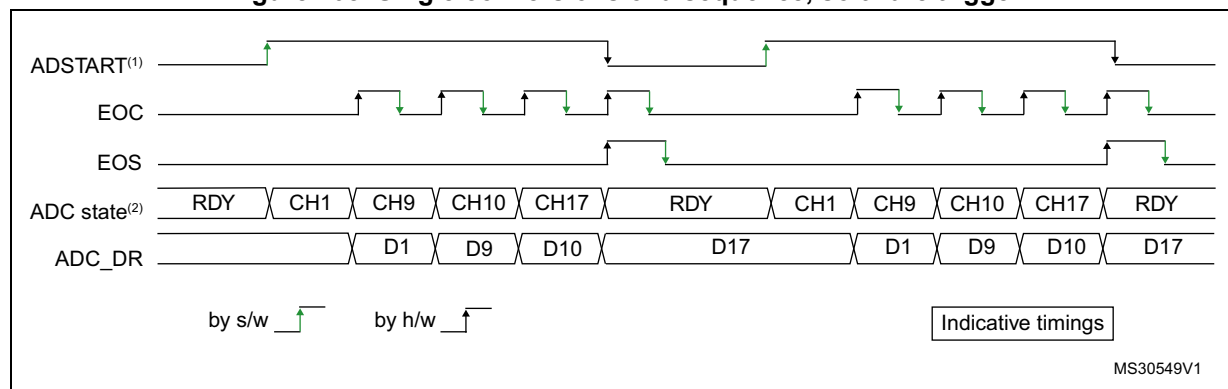 ADSTART(1)
EOC
EOS
ADC state(2) RDY CH1 CH9 CH10 CH17 RDY CH1 CH9 CH10 CH17 RDY
ADC_DR D1 D9 D10 D17 D1 D9 D10 D17
by s/w by h/w Indicative timings
MS30549V1